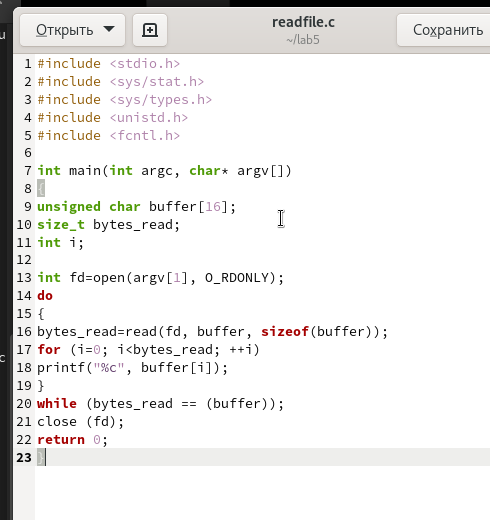 u
Открыть
readfile.c
~/lab5
Сохранить
1 #include <stdio.h>
2 #include <sys/stat.h>
3 #include <sys/types.h>
4 #include <unistd.h>
5 #include <fcntl.h>
6
7 int main(int argc, char* argv[])
8 {
9 unsigned char buffer[16];
10 size_t bytes_read;
11 int i;
12
13 int fd=open(argv[1], O_RDONLY);
14 do
15 {
16 bytes_read=read(fd, buffer, sizeof(buffer));
17 for (i=0; i<bytes_read; ++i)
18 printf("%c", buffer[i]);
19 }
20 while (bytes_read == (buffer));
21 close (fd);
22 return 0;
23 }
c